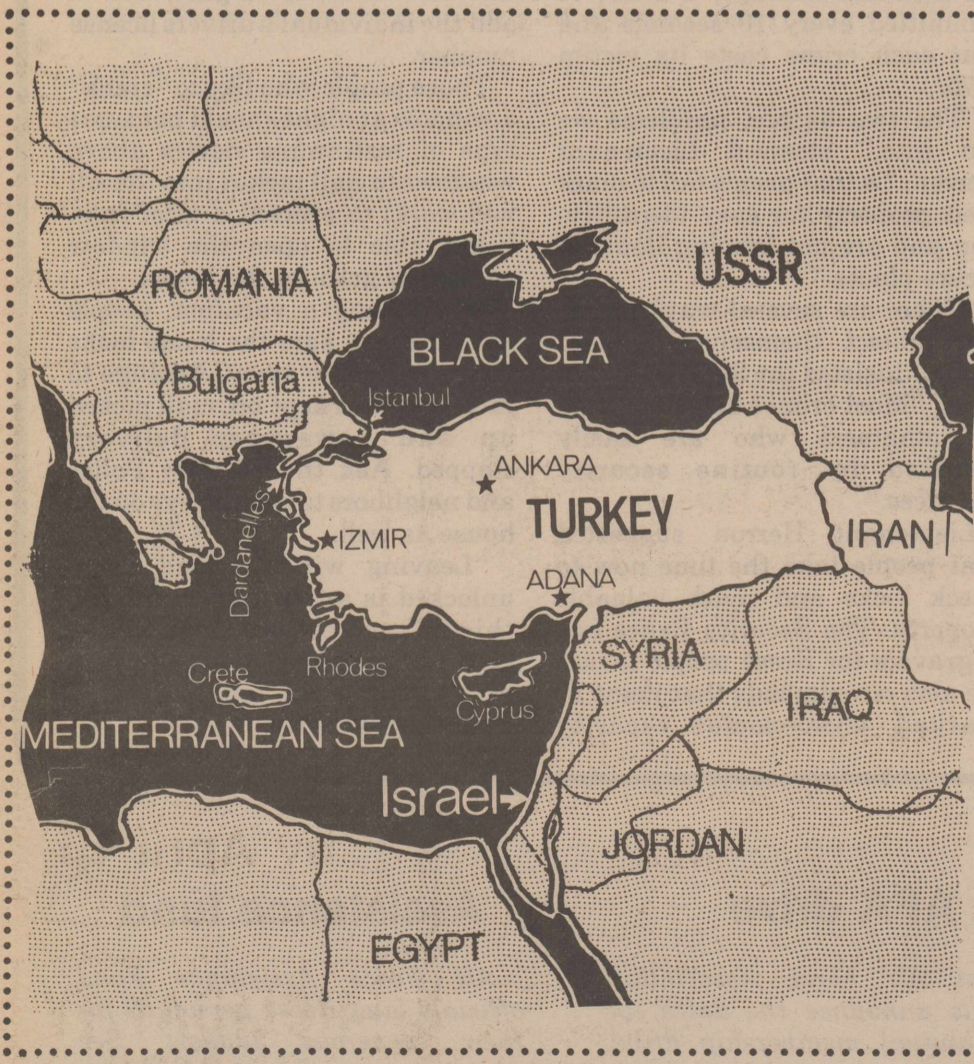 USSR
ROMANIA
BLACK SEA
Bulgaria
Istanbul
ANKARA
TURKEY
IRAN
Dardanelles
IZMIR
ADANA
SYRIA
Rhodes
Crete
Cyprus
IRAQ
MEDITERRANEAN SEA
Israel
JORDAN
EGYPT